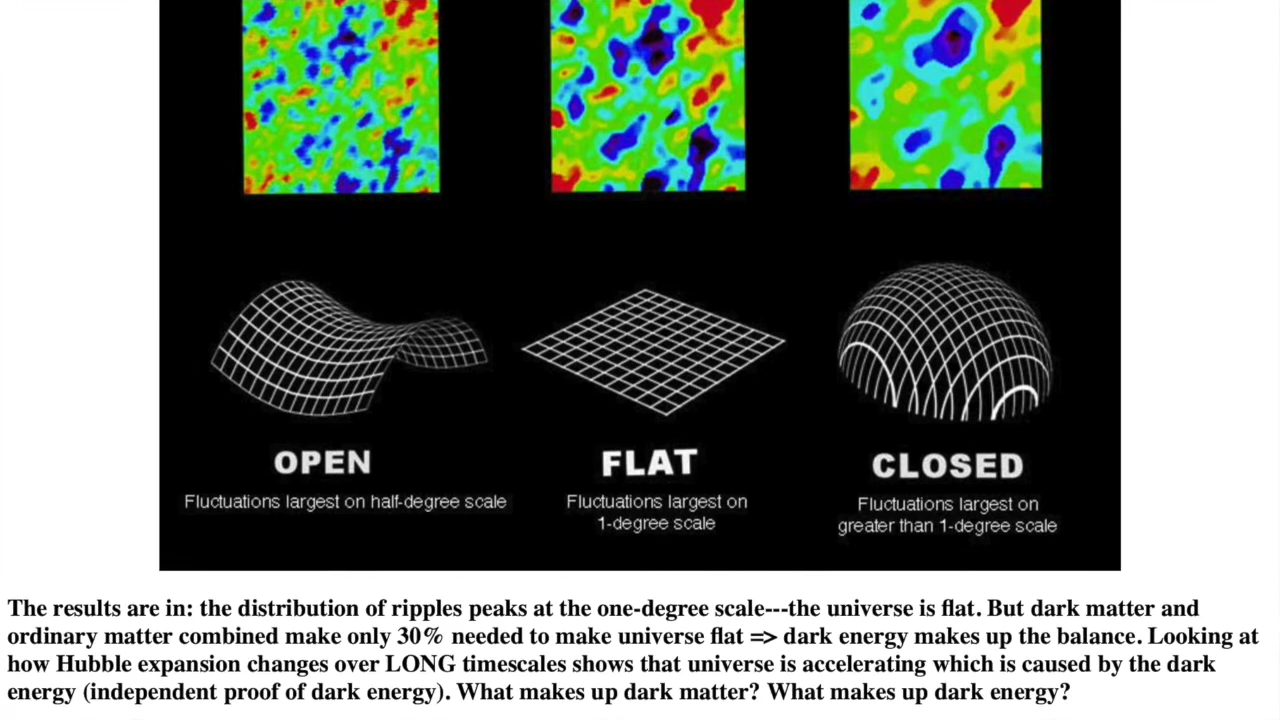 OPEN
Fluctuations largest on half-degree scale
FLAT
Fluctuations largest on
1-degree scale
CLOSED
Fluctuations largest on
greater than 1-degree scale
The results are in: the distribution of ripples peaks at the one-degree scale---the universe is flat. But dark matter and
ordinary matter combined make only 30% needed to make universe flat => dark energy makes up the balance. Looking at
how Hubble expansion changes over LONG timescales shows that universe is accelerating which is caused by the dark
energy (independent proof of dark energy). What makes up dark matter? What makes up dark energy?